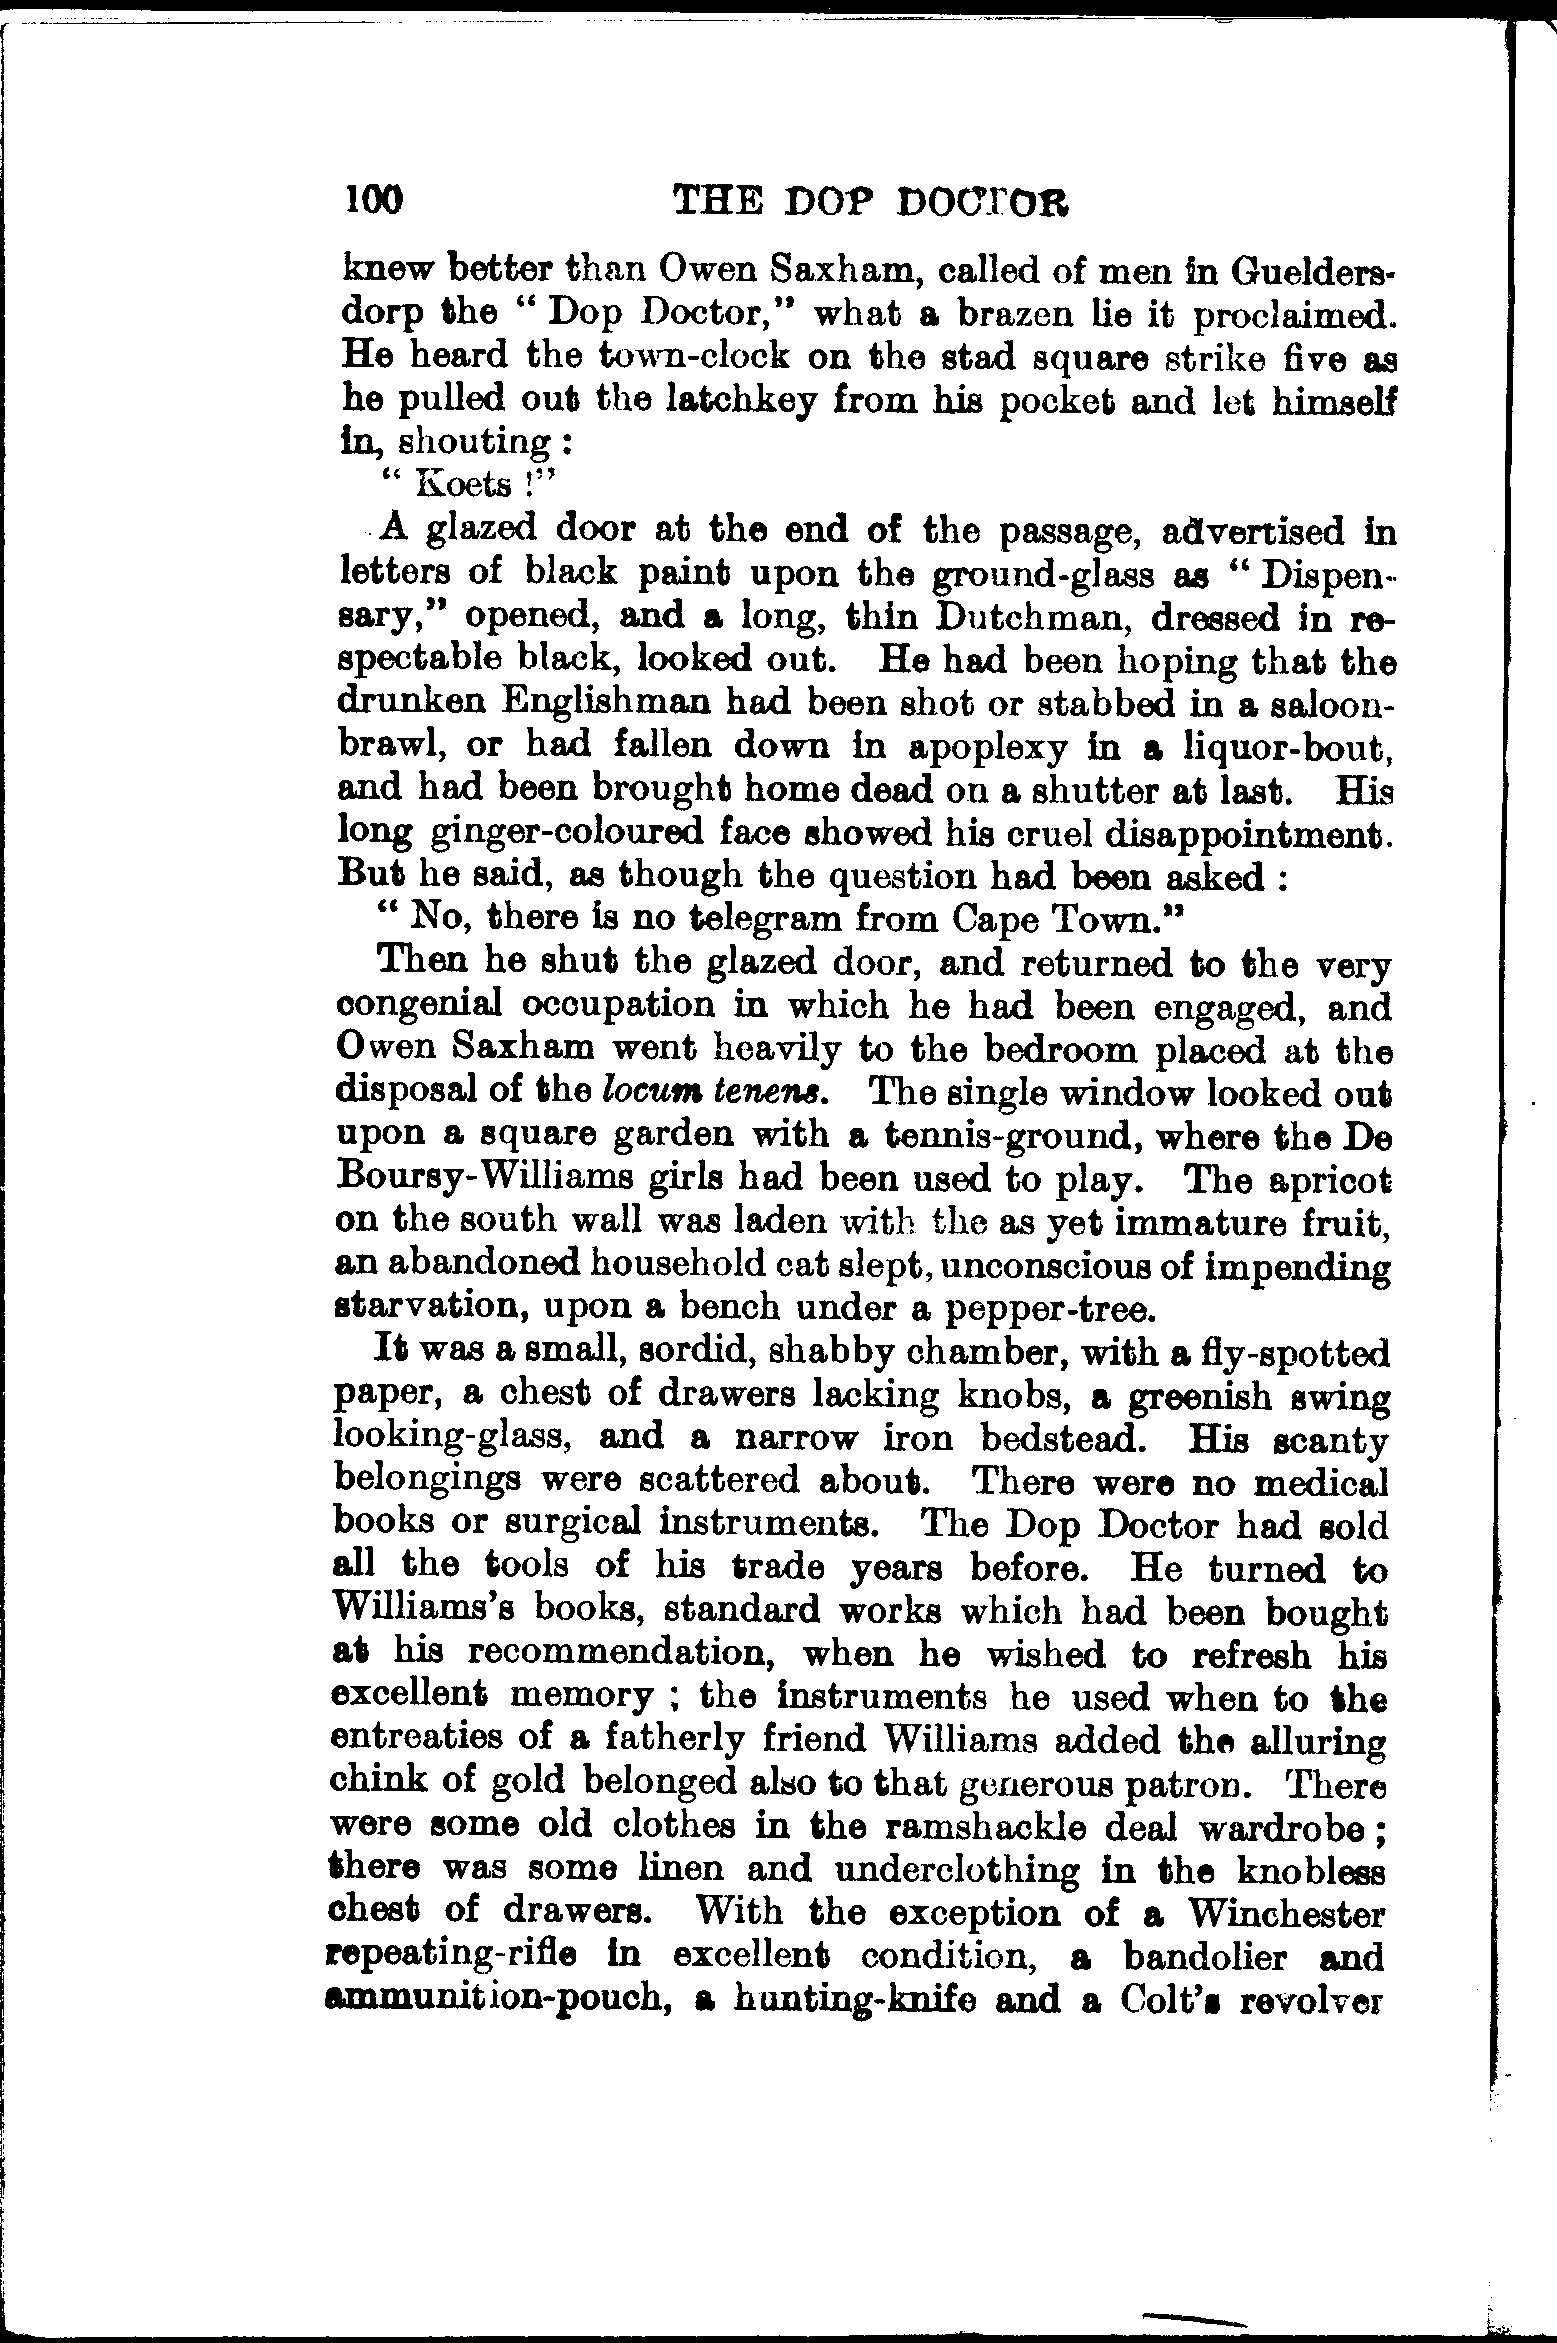 100 THE DOP DOCTOR
knew better than Owen Saxham, called of men in Guelders-
dorp the “ Dop Doctor,” what a brazen lie it proclaimed.
He heard the town-clock on the stad square strike five as
he pulled out the latchkey from his pocket and let himself
in, shouting :
“ Koets !”
A glazed door at the end of the passage, advertised in
letters of black paint upon the ground-glass as “ Dispen-
sary,” opened, and a long, thin Dutchman, dressed in re-
spectable black, looked out. He had been hoping that the
drunken Englishman had been shot or stabbed in a saloon-
brawl, or had fallen down in apoplexy in a liquor-bout,
and had been brought home dead on a shutter at last. His
long ginger-coloured face showed his cruel disappointment.
But he said, as though the question had been asked :
“ No, there is no telegram from Cape Town.”
Then he shut the glazed door, and returned to the very
congenial occupation in which he had been engaged, and
Owen Saxham went heavily to the bedroom placed at the
disposal of the locum tenens. The single window looked out
upon a square garden with a tennis-ground, where the De
Boursy-Williams girls had been used to play. The apricot
on the south wall was laden with the as yet immature fruit,
an abandoned household cat slept, unconscious of impending
starvation, upon a bench under a pepper-tree.
It was a small, sordid, shabby chamber, with a fly-spotted
paper, a chest of drawers lacking knobs, a greenish swing
looking-glass, and a narrow iron bedstead. His scanty
belongings were scattered about. There were no medical
books or surgical instruments. The Dop Doctor had sold
all the tools of his trade years before. He turned to
Williams’s books, standard works which had been bought
at his recommendation, when he wished to refresh his
excellent memory ; the instruments he used when to the
entreaties of a fatherly friend Williams added the alluring
chink of gold belonged also to that generous patron. There
were some old clothes in the ramshackle deal wardrobe ;
there was some linen and underclothing in the knobless
chest of drawers. With the exception of a Winchester
repeating-rifle in excellent condition, a bandolier and
ammunition-pouch, a hunting-knife and a Colt’s revolver